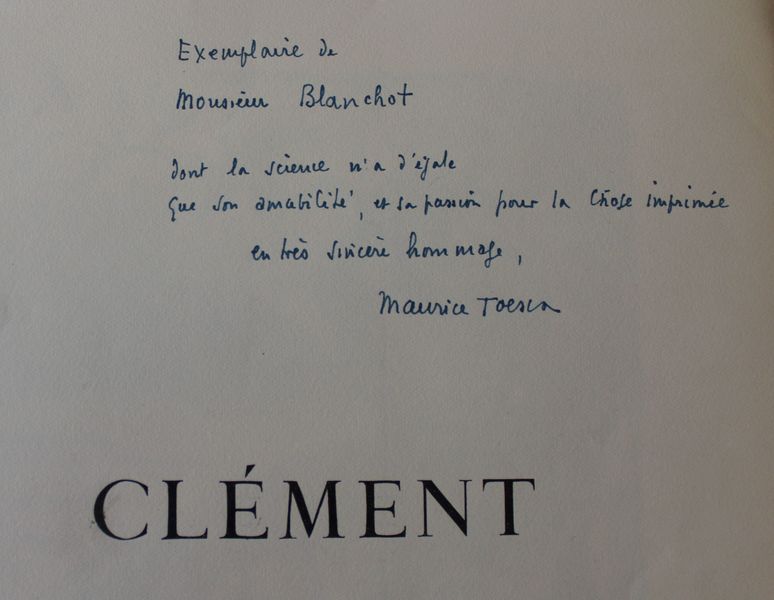 Exemplaire de
Monsieur Blanchot
dont la science n'a d'égale
que son amabilité, et sa passion pour la chose imprimée
en très sincère hommage,
Maurice Toesca
CLÉMENT